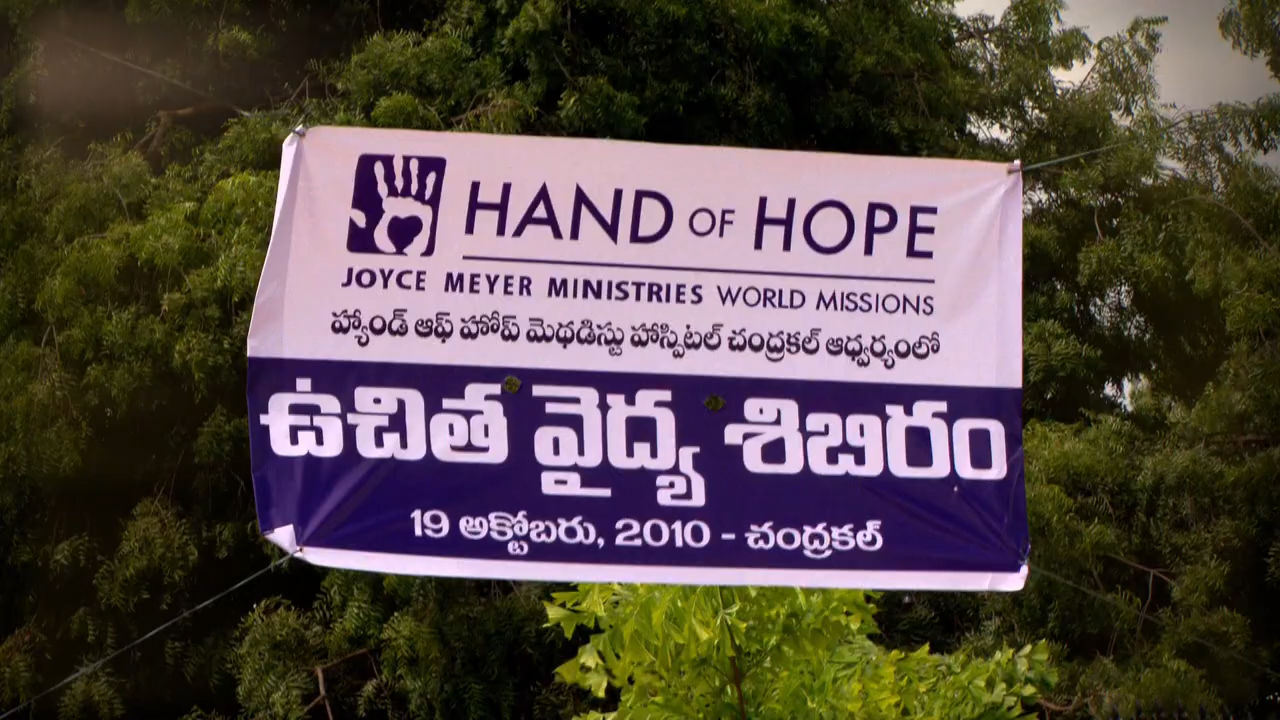 HAND OF HOPE
JOYCE MEYER MINISTRIES WORLD MISSIONS
హ్యాండ్ ఆఫ్ హోప్ మెథడిస్టు హాస్పిటల్ చంద్రకల్ ఆధ్వర్యంలో
ఉచిత వైద్య శిబిరం
19 అక్టోబరు, 2010 - చంద్రకల్